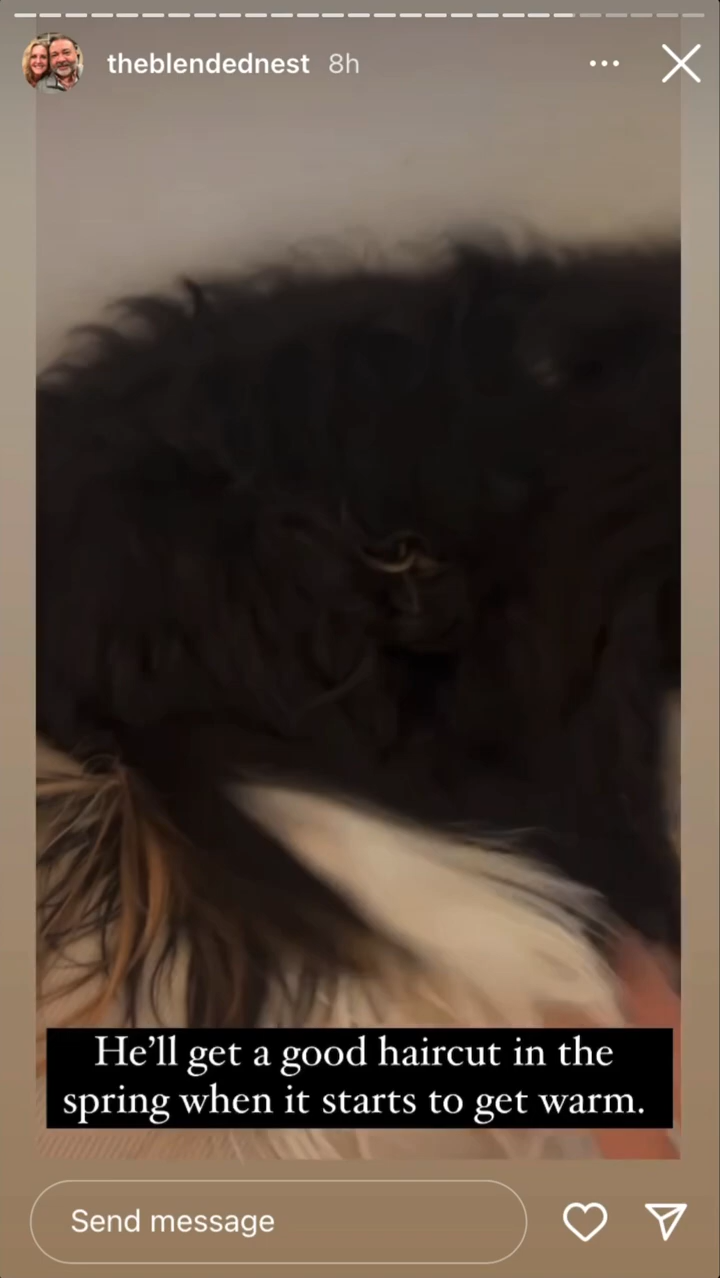 theblendednest 8h
He’ll get a good haircut in the
spring when it starts to get warm.
Send message